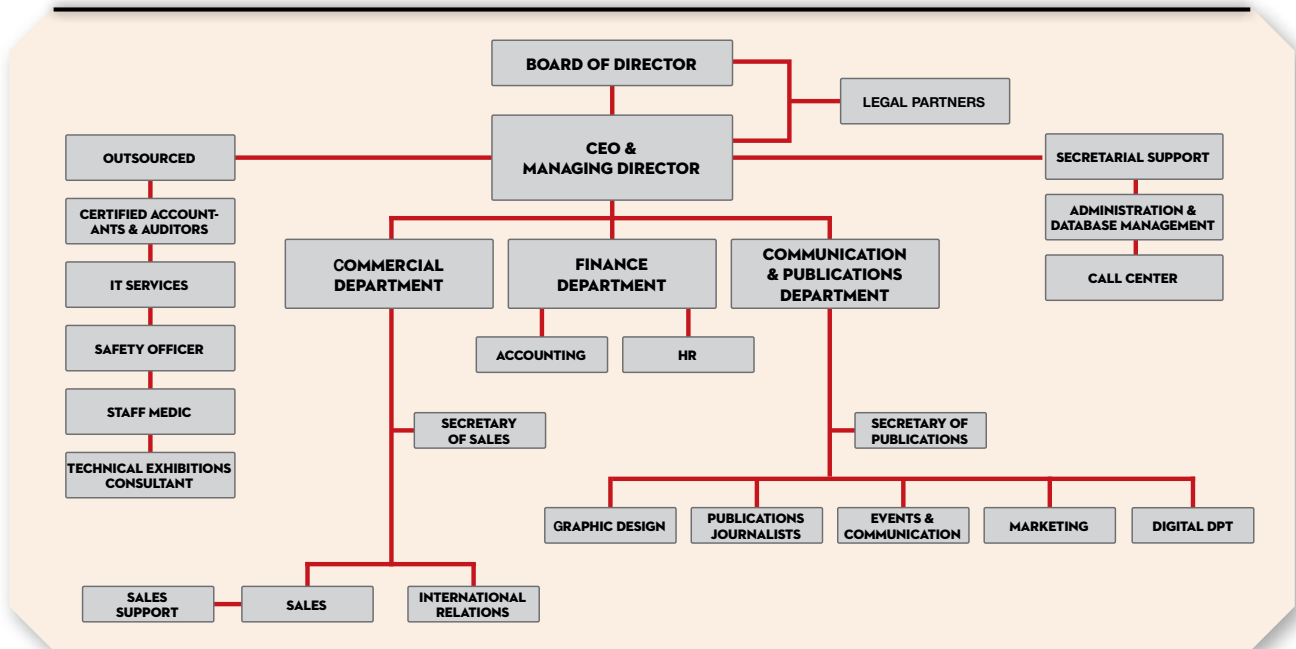 BOARD OF DIRECTOR
LEGAL PARTNERS
CEO &
MANAGING DIRECTOR
OUTSOURCED
SECRETARIAL SUPPORT
CERTIFIED ACCOUNT-
ANTS & AUDITORS
ADMINISTRATION &
DATABASE MANAGEMENT
COMMERCIAL
DEPARTMENT
FINANCE
DEPARTMENT
COMMUNICATION
& PUBLICATIONS
DEPARTMENT
IT SERVICES
CALL CENTER
SAFETY OFFICER
ACCOUNTING
HR
STAFF MEDIC
SECRETARY
OF SALES
SECRETARY OF
PUBLICATIONS
TECHNICAL EXHIBITIONS
CONSULTANT
GRAPHIC DESIGN
PUBLICATIONS
JOURNALISTS
EVENTS &
COMMUNICATION
MARKETING
DIGITAL DPT
SALES
SUPPORT
SALES
INTERNATIONAL
RELATIONS